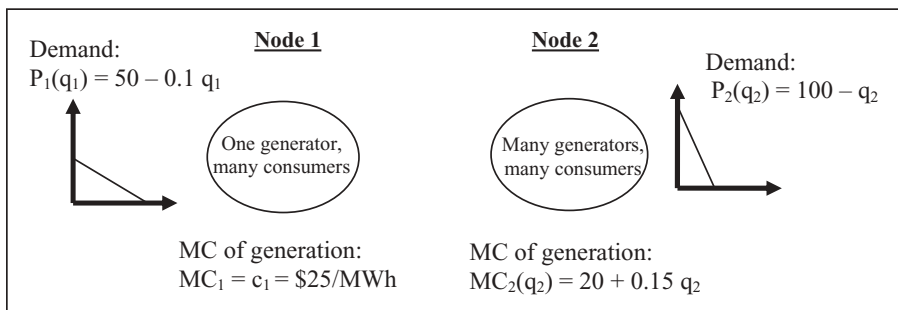 Node 1
Node 2
Demand:
P₁(q₁) = 50 – 0.1 q₁
Demand:
P₂(q₂) = 100 – q₂
One generator,
many consumers
Many generators,
many consumers
MC of generation:
MC₁ = c₁ = $25/MWh
MC of generation:
MC₂(q₂) = 20 + 0.15 q₂